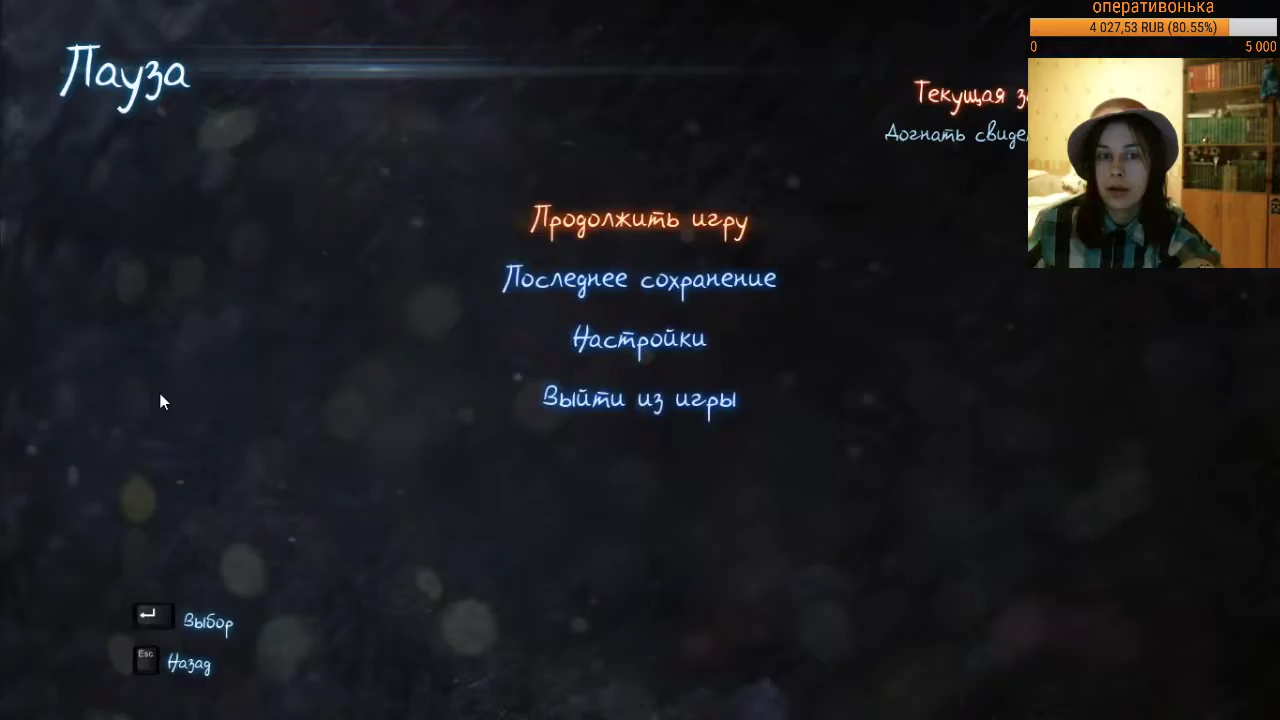 оперативонька
4 027,53 RUB (80.55%)
0 5 000
Пауза
Текущая
Догнать
Продолжить игру
Последнее сохранение
Настройки
Выйти из игры
Выбор
Esc Назад